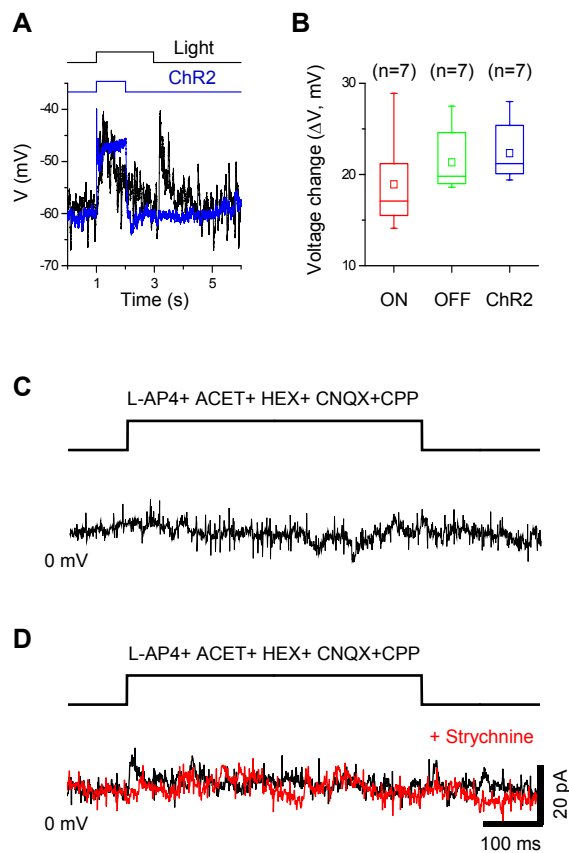 A
Light
ChR2
V (mV)
-40
-50
-60
-70
1
3
5
Time (s)
B
(n=7) (n=7) (n=7)
Voltage change (ΔV, mV)
30
20
10
ON OFF ChR2
C
L-AP4+ ACET+ HEX+ CNQX+CPP
0 mV
D
L-AP4+ ACET+ HEX+ CNQX+CPP
+ Strychnine
0 mV
20 pA
100 ms